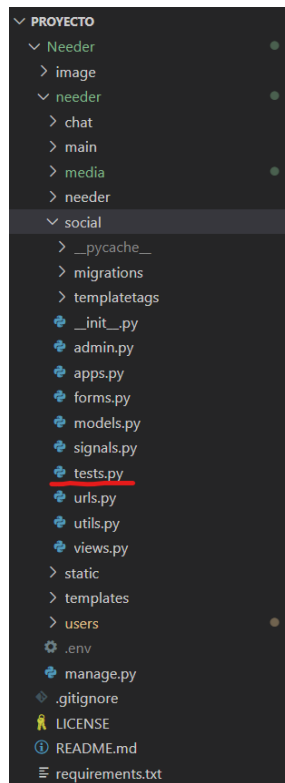 PROYECTO
Needer
image
needer
chat
main
media
needer
social
__pycache__
migrations
templatetags
__init__.py
admin.py
apps.py
forms.py
models.py
signals.py
tests.py
urls.py
utils.py
views.py
static
templates
users
.env
manage.py
.gitignore
LICENSE
README.md
requirements.txt